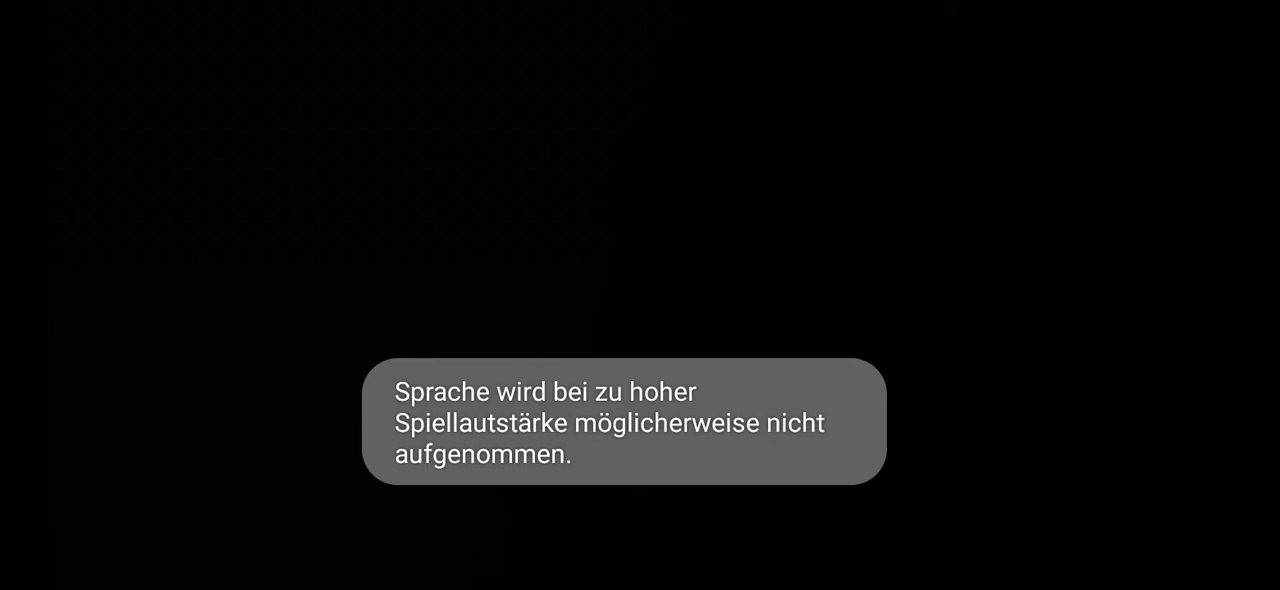 Sprache wird bei zu hoher
Spiellautstärke möglicherweise nicht
aufgenommen.